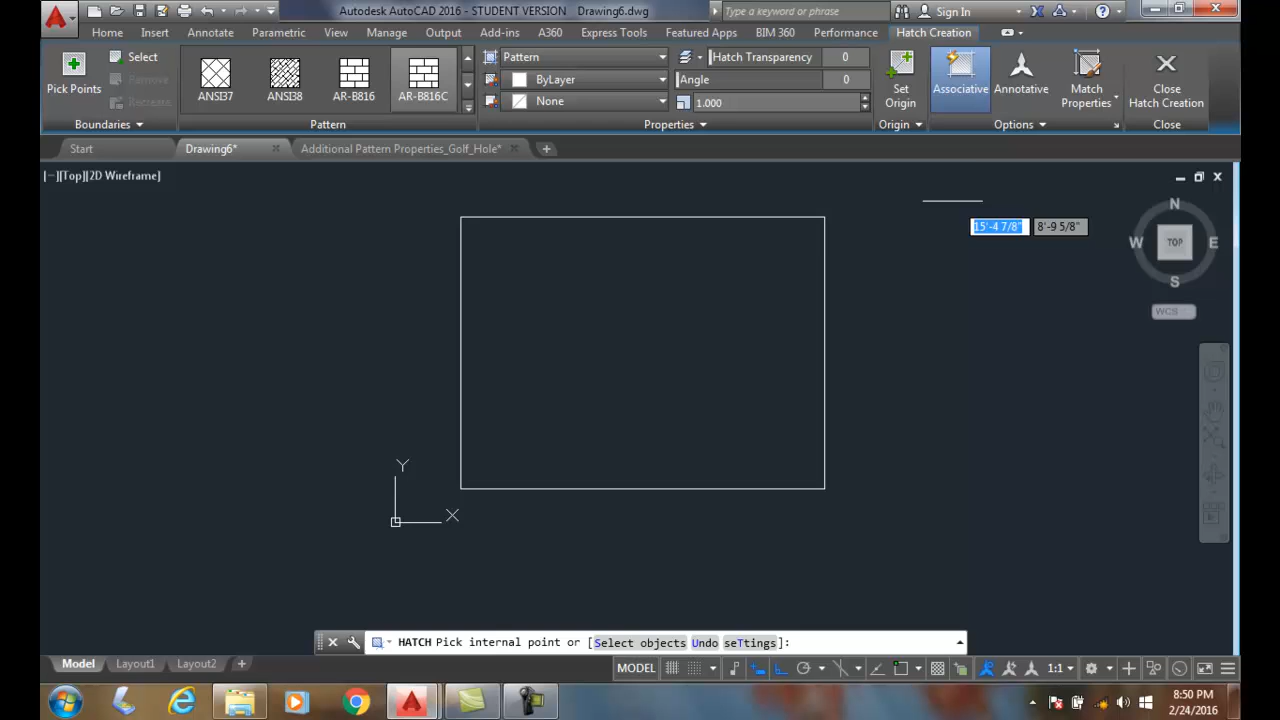 Autodesk AutoCAD 2016 - STUDENT VERSION Drawing6.dwg
Type a keyword or phrase
Sign In
Home Insert Annotate Parametric View Manage Output Add-ins A360 Express Tools Featured Apps BIM 360 Performance Hatch Creation
Pick Points
Select
Remove
Recreate
ANSI37
ANSI38
AR-B816
AR-B816C
Pattern
ByLayer
None
Hatch Transparency 0
Angle 0
1.000
Set
Origin
Associative
Annotative
Match
Properties
Close
Hatch Creation
Boundaries
Pattern
Properties
Origin
Options
Close
Start
Drawing6*
Additional Pattern Properties_Golf_Hole*
[−][Top][2D Wireframe]
N
W
TOP
E
S
WCS
15'-4 7/8"
8'-9 5/8"
Y
X
HATCH Pick internal point or [Select objects Undo seTtings]:
Model Layout1 Layout2
MODEL
1:1
8:50 PM
2/24/2016